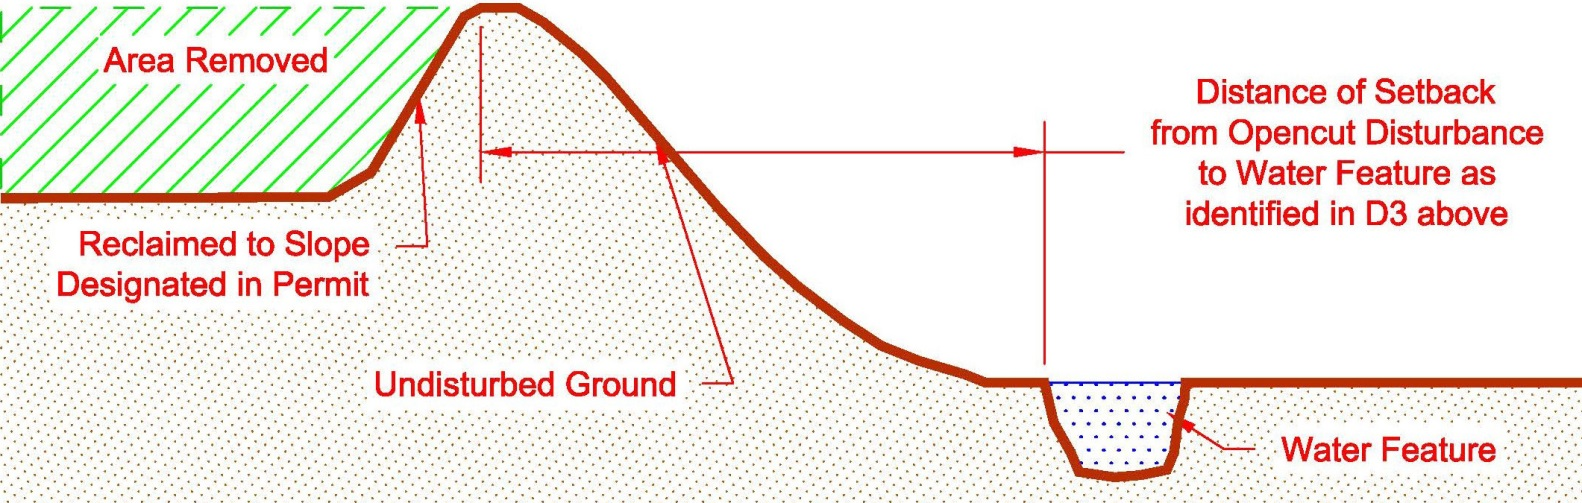 Area Removed
Distance of Setback
from Opencut Disturbance
to Water Feature as
identified in D3 above
Reclaimed to Slope
Designated in Permit
Undisturbed Ground
Water Feature